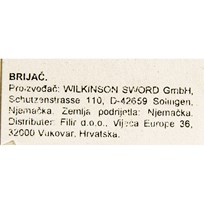 BRIJAČ.
Proizvođač: WILKINSON SWORD GmbH,
Schutzenstrasse 110, D-42659 Solingen,
Njemačka. Zemlja podrijetla: Njemačka.
Distributer: Filir d.o.o., Vijeća Europe 36,
32000 Vukovar, Hrvatska.